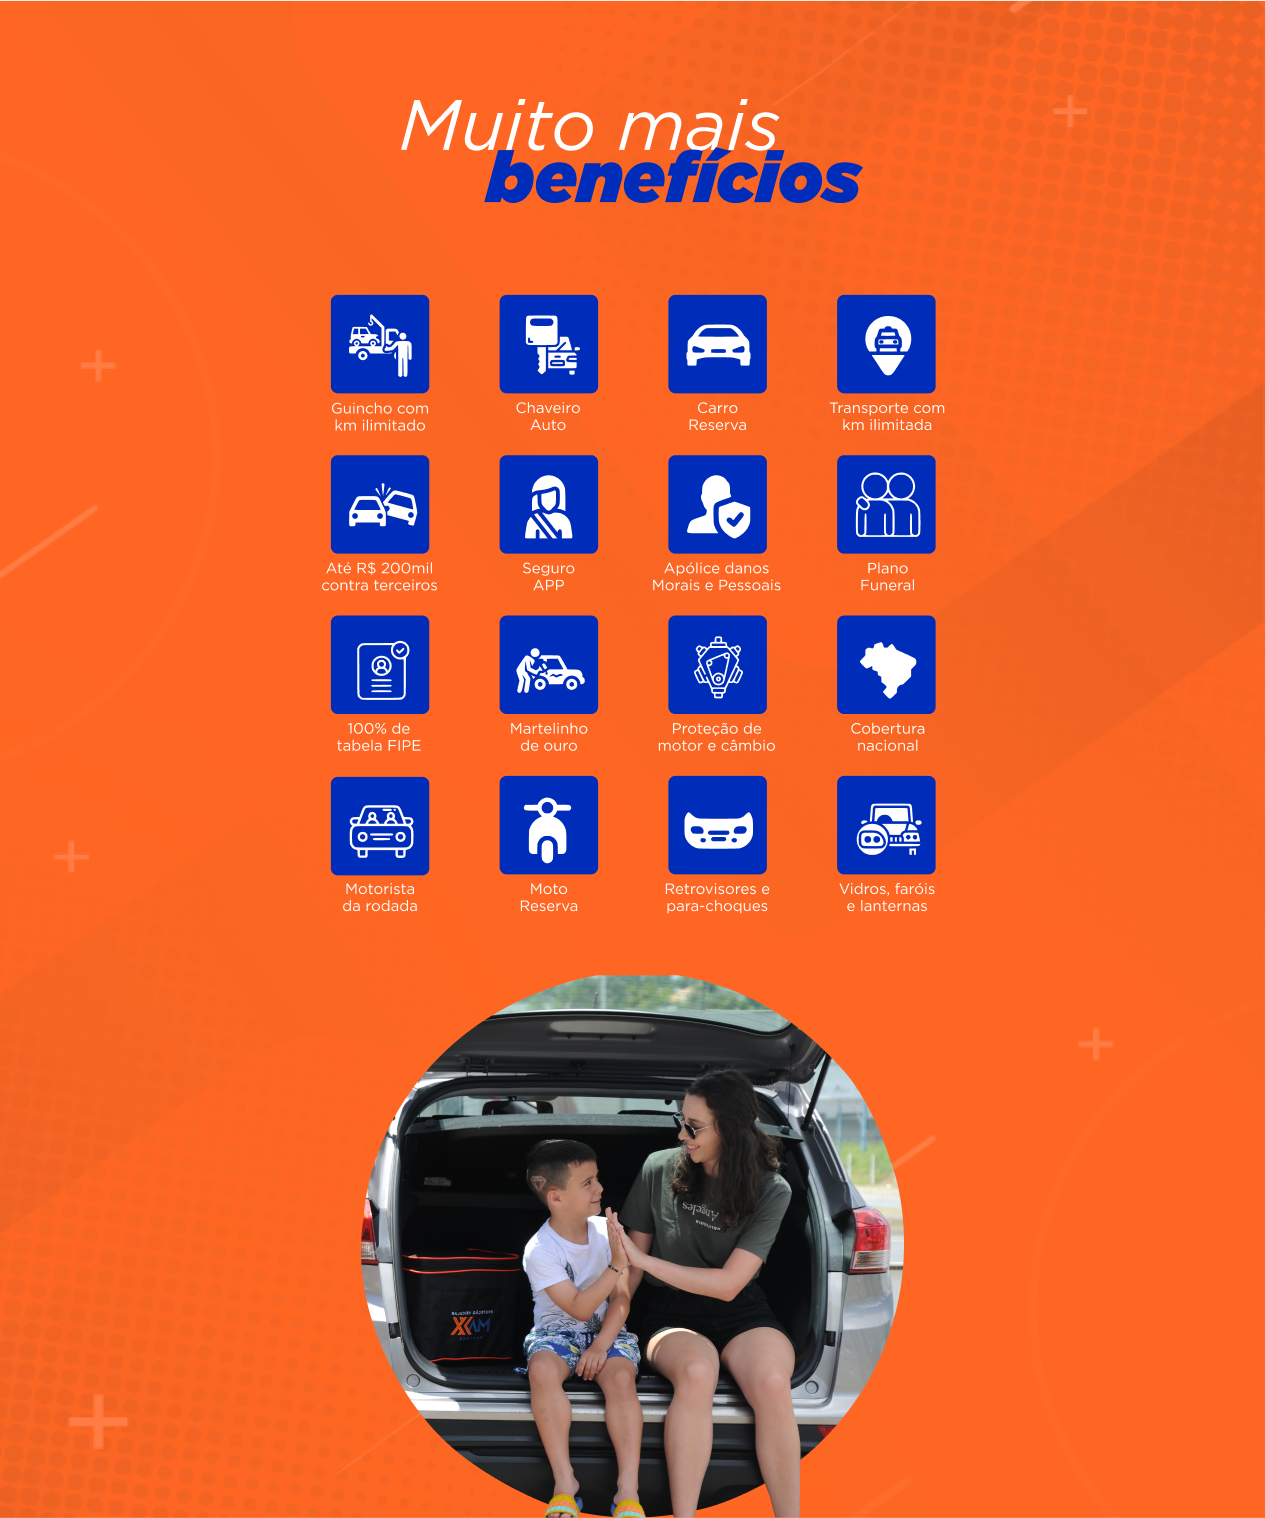 Muito mais
benefícios
Guincho com
km ilimitado
Chaveiro
Auto
Carro
Reserva
Transporte com
km ilimitada
Até R$ 200mil
contra terceiros
Seguro
APP
Apólice danos
Morais e Pessoais
Plano
Funeral
100% de
tabela FIPE
Martelinho
de ouro
Proteção de
motor e câmbio
Cobertura
nacional
Motorista
da rodada
Moto
Reserva
Retrovisores e
para-choques
Vidros, faróis
e lanternas
Angeles